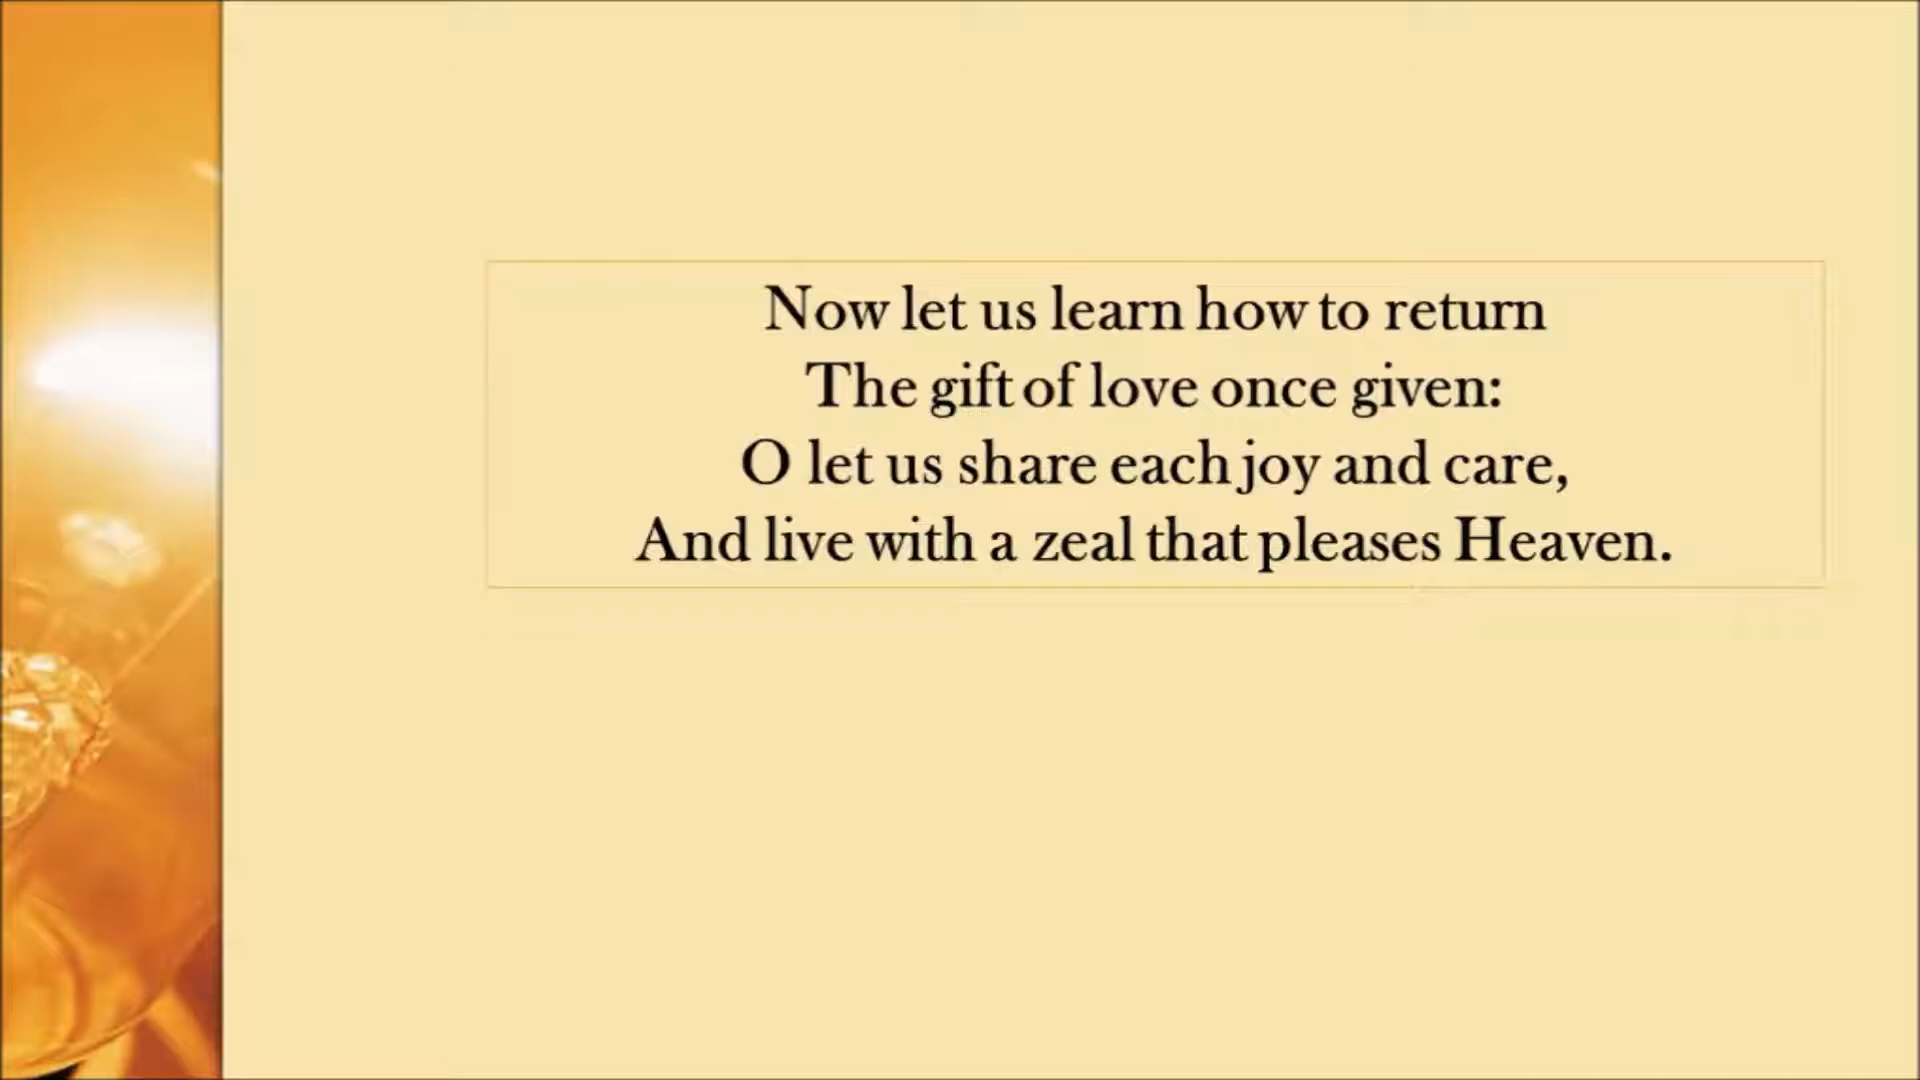 Now let us learn how to return
The gift of love once given:
O let us share each joy and care,
And live with a zeal that pleases Heaven.